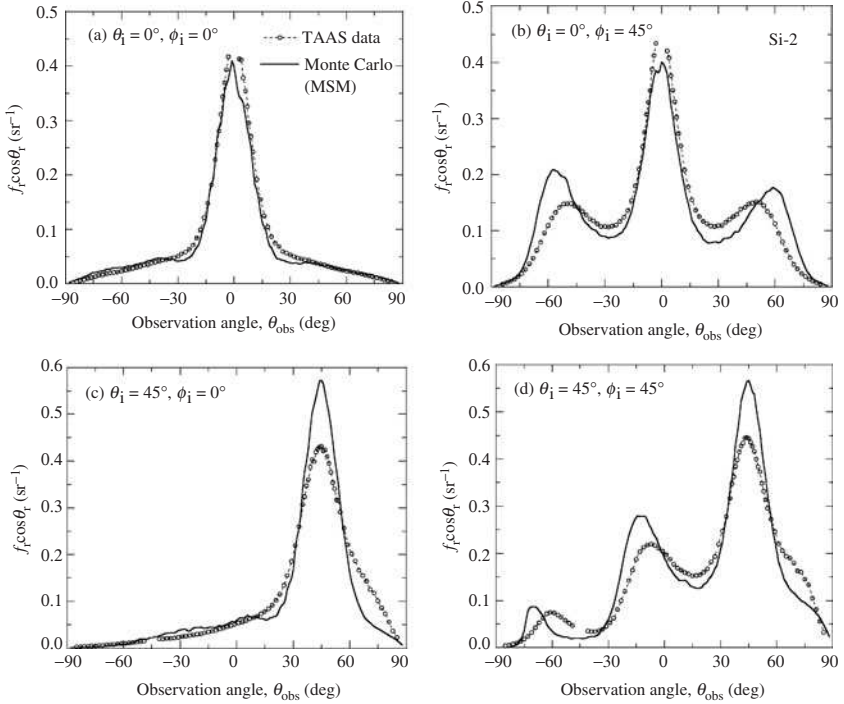 (a) θi = 0°, ϕi = 0°
TAAS data
Monte Carlo
(MSM)
0.5
0.4
0.3
0.2
0.1
0.0
frcosθr (sr−1)
−90 −60 −30 0 30 60 90
Observation angle, θobs (deg)
(b) θi = 0°, ϕi = 45°
Si-2
0.5
0.4
0.3
0.2
0.1
0.0
frcosθr (sr−1)
−90 −60 −30 0 30 60 90
Observation angle, θobs (deg)
(c) θi = 45°, ϕi = 0°
0.6
0.5
0.4
0.3
0.2
0.1
0.0
frcosθr (sr−1)
−90 −60 −30 0 30 60 90
Observation angle, θobs (deg)
(d) θi = 45°, ϕi = 45°
0.6
0.5
0.4
0.3
0.2
0.1
0.0
frcosθr (sr−1)
−90 −60 −30 0 30 60 90
Observation angle, θobs (deg)